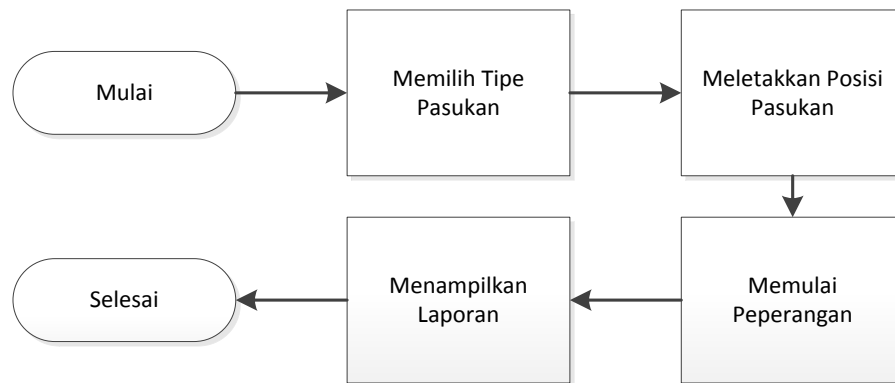 Mulai
Memilih Tipe
Pasukan
Meletakkan Posisi
Pasukan
Memulai
Peperangan
Menampilkan
Laporan
Selesai